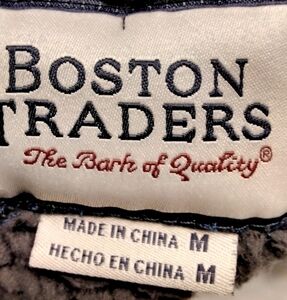 BOSTON
TRADERS
The Bark of Quality®
MADE IN CHINA M
HECHO EN CHINA M